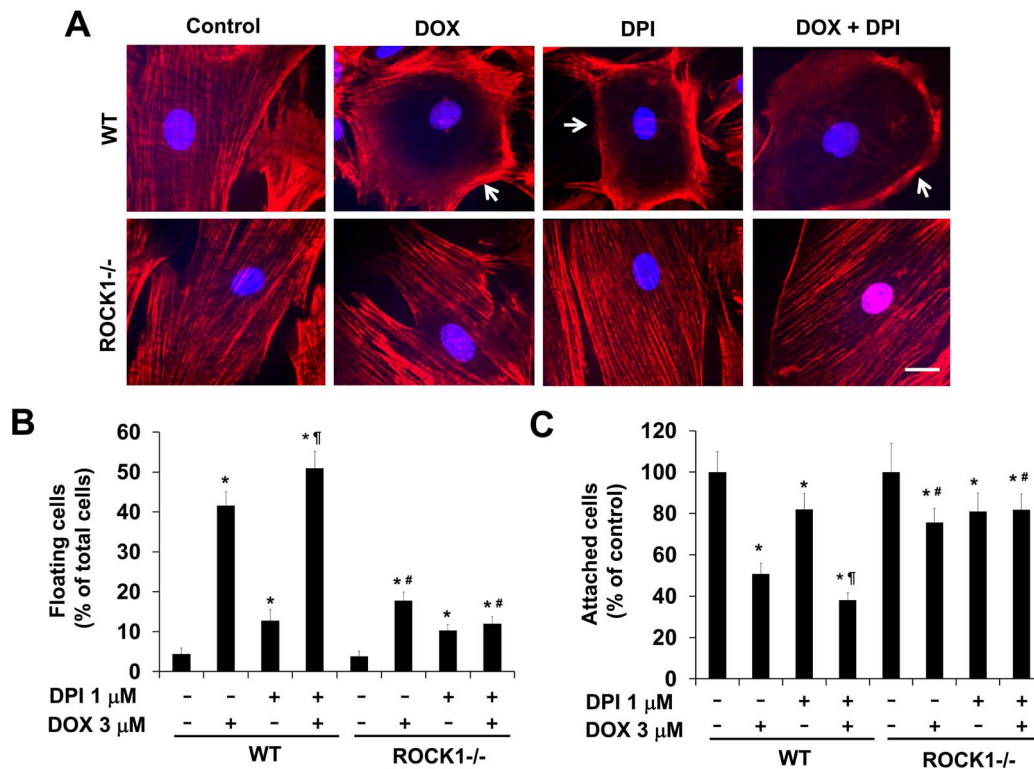 A
Control DOX DPI DOX + DPI
WT
ROCK1-/-
B
Floating cells
(% of total cells)
60
50
40
30
20
10
0
* * * ¶ * # * * #
*
DPI 1 μM - - + + - - + +
DOX 3 μM - + - + - + - +
WT ROCK1-/-
C
Attached cells
(% of control)
120
100
80
60
40
20
0
* * * ¶ * # * * #
DPI 1 μM - - + + - - + +
DOX 3 μM - + - + - + - +
WT ROCK1-/-